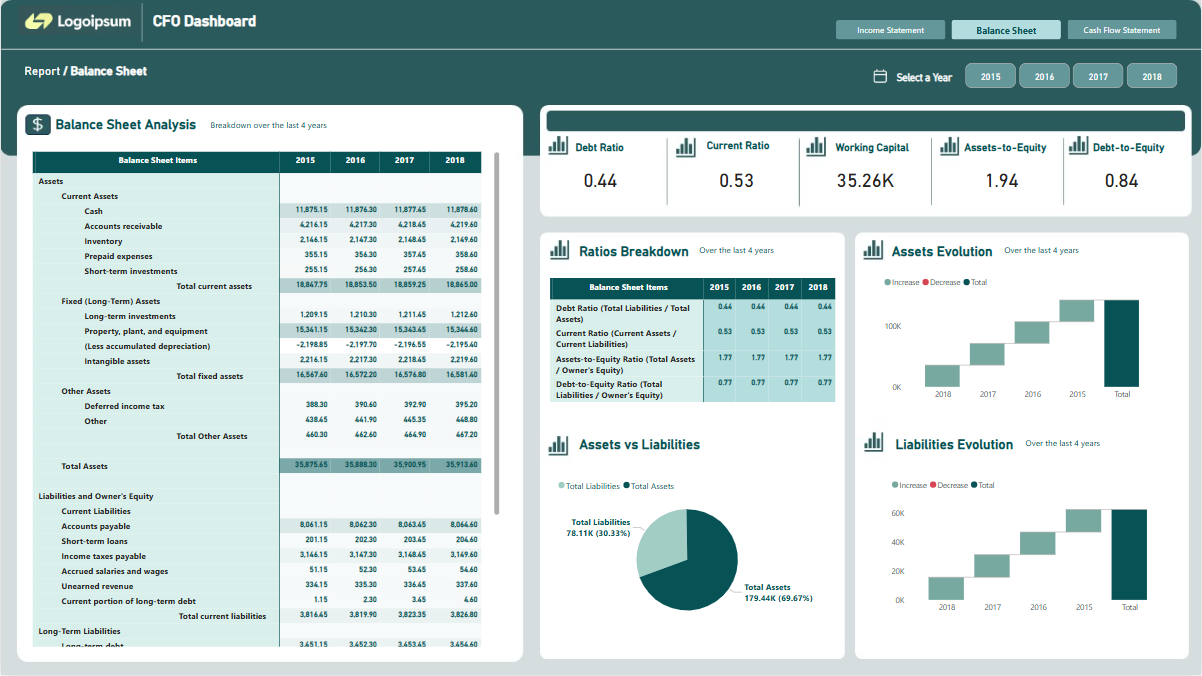 Logoipsum
CFO Dashboard
Income Statement
Balance Sheet
Cash Flow Statement
Report / Balance Sheet
Select a Year
2015
2016
2017
2018
$ Balance Sheet Analysis Breakdown over the last 4 years
Balance Sheet Items 2015 2016 2017 2018
Assets
Current Assets
Cash 11,875.15 11,876.30 11,877.45 11,878.60
Accounts receivable 4,216.15 4,217.30 4,218.45 4,219.60
Inventory 2,146.15 2,147.30 2,148.45 2,149.60
Prepaid expenses 355.15 356.30 357.45 358.60
Short-term investments 255.15 256.30 257.45 258.60
Total current assets 18,847.75 18,853.50 18,859.25 18,865.00
Fixed (Long-Term) Assets
Long-term investments 1,209.15 1,210.30 1,211.45 1,212.60
Property, plant, and equipment 15,341.15 15,342.30 15,343.45 15,344.60
(Less accumulated depreciation) -2,198.85 -2,197.70 -2,196.55 -2,195.40
Intangible assets 2,216.15 2,217.30 2,218.45 2,219.60
Total fixed assets 16,567.60 16,572.20 16,576.80 16,581.40
Other Assets
Deferred income tax 388.30 390.60 392.90 395.20
Other 438.45 441.90 445.35 448.80
Total Other Assets 460.30 462.60 464.90 467.20
Total Assets 35,875.65 35,888.30 35,900.95 35,913.60
Liabilities and Owner's Equity
Current Liabilities
Accounts payable 8,061.15 8,062.30 8,063.45 8,064.60
Short-term loans 201.15 202.30 203.45 204.60
Income taxes payable 3,146.15 3,147.30 3,148.45 3,149.60
Accrued salaries and wages 51.15 52.30 53.45 54.60
Unearned revenue 334.15 335.30 336.45 337.60
Current portion of long-term debt 1.15 2.30 3.45 4.60
Total current liabilities 3,816.45 3,819.90 3,823.35 3,826.80
Long-Term Liabilities
Long-term debt 3,451.15 3,452.30 3,453.45 3,454.60
Debt Ratio
0.44
Current Ratio
0.53
Working Capital
35.26K
Assets-to-Equity
1.94
Debt-to-Equity
0.84
Ratios Breakdown Over the last 4 years
Balance Sheet Items 2015 2016 2017 2018
Debt Ratio (Total Liabilities / Total 0.44 0.44 0.44 0.44
Assets)
Current Ratio (Current Assets / 0.53 0.53 0.53 0.53
Current Liabilities)
Assets-to-Equity Ratio (Total Assets 1.77 1.77 1.77 1.77
/ Owner's Equity)
Debt-to-Equity Ratio (Total 0.77 0.77 0.77 0.77
Liabilities / Owner's Equity)
Assets Evolution Over the last 4 years
Increase Decrease Total
100K
0K
2018 2017 2016 2015 Total
Assets vs Liabilities
Total Liabilities Total Assets
Total Liabilities
78.11K (30.33%)
Total Assets
179.44K (69.67%)
Liabilities Evolution Over the last 4 years
Increase Decrease Total
60K
40K
20K
0K
2018 2017 2016 2015 Total